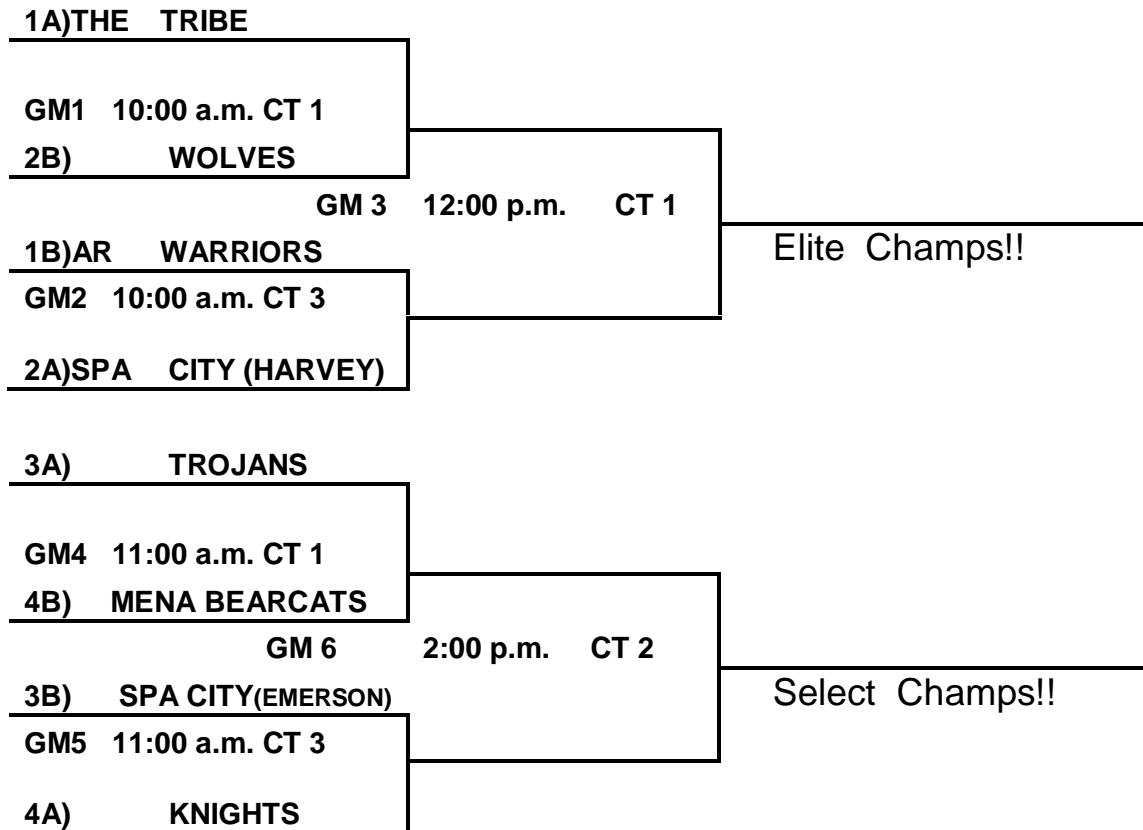 1A)THE TRIBE
GM1 10:00 a.m. CT 1
2B) WOLVES
GM 3 12:00 p.m. CT 1
1B)AR WARRIORS
Elite Champs!!
GM2 10:00 a.m. CT 3
2A)SPA CITY (HARVEY)
3A) TROJANS
GM4 11:00 a.m. CT 1
4B) MENA BEARCATS
GM 6 2:00 p.m. CT 2
3B) SPA CITY(EMERSON)
Select Champs!!
GM5 11:00 a.m. CT 3
4A) KNIGHTS